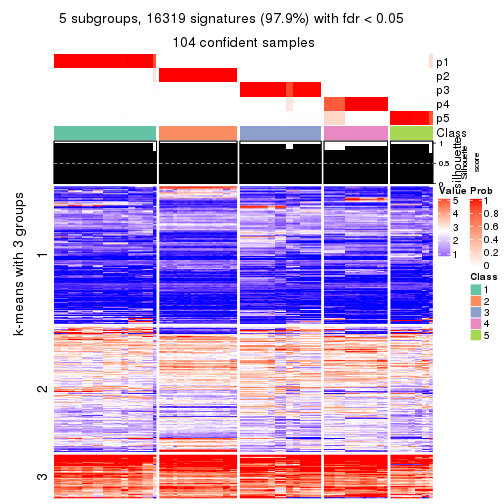 5 subgroups, 16319 signatures (97.9%) with fdr < 0.05
104 confident samples
p1
p2
p3
p4
p5
Class
silhouette
Silhouette
score
1
0.5
0
k-means with 3 groups
1
2
3
Value
5
4
3
2
1
Prob
1
0.8
0.6
0.4
0.2
0
Class
1
2
3
4
5